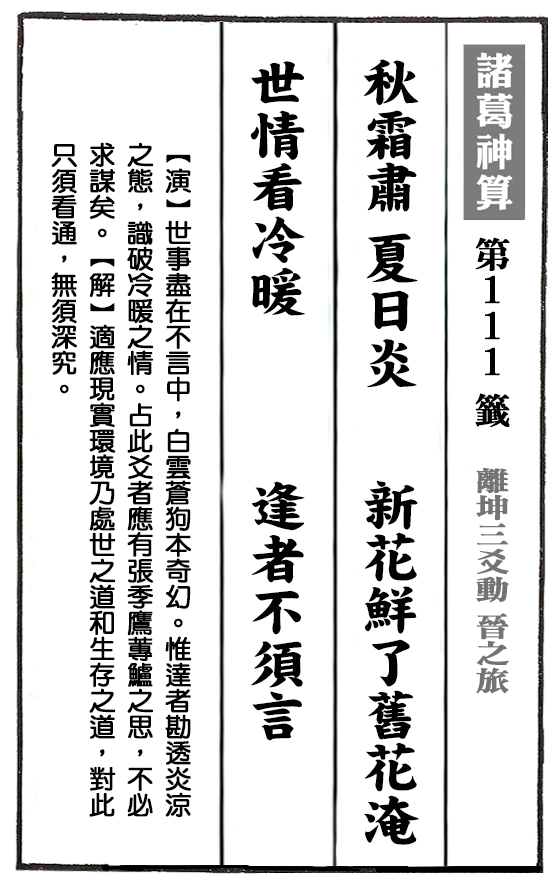 諸葛神算 第111籤 離坤三爻動 晉之旅
秋霜肅 夏日炎 新花鮮了舊花淹
世情看冷暖 逢者不須言
【演】世事盡在不言中，白雲蒼狗本奇幻。惟達者勘透炎涼
之態，識破冷暖之情。占此爻者應有張季鷹蓴鱸之思，不必
求謀矣。【解】適應現實環境乃處世之道和生存之道，對此
只須看通，無須深究。